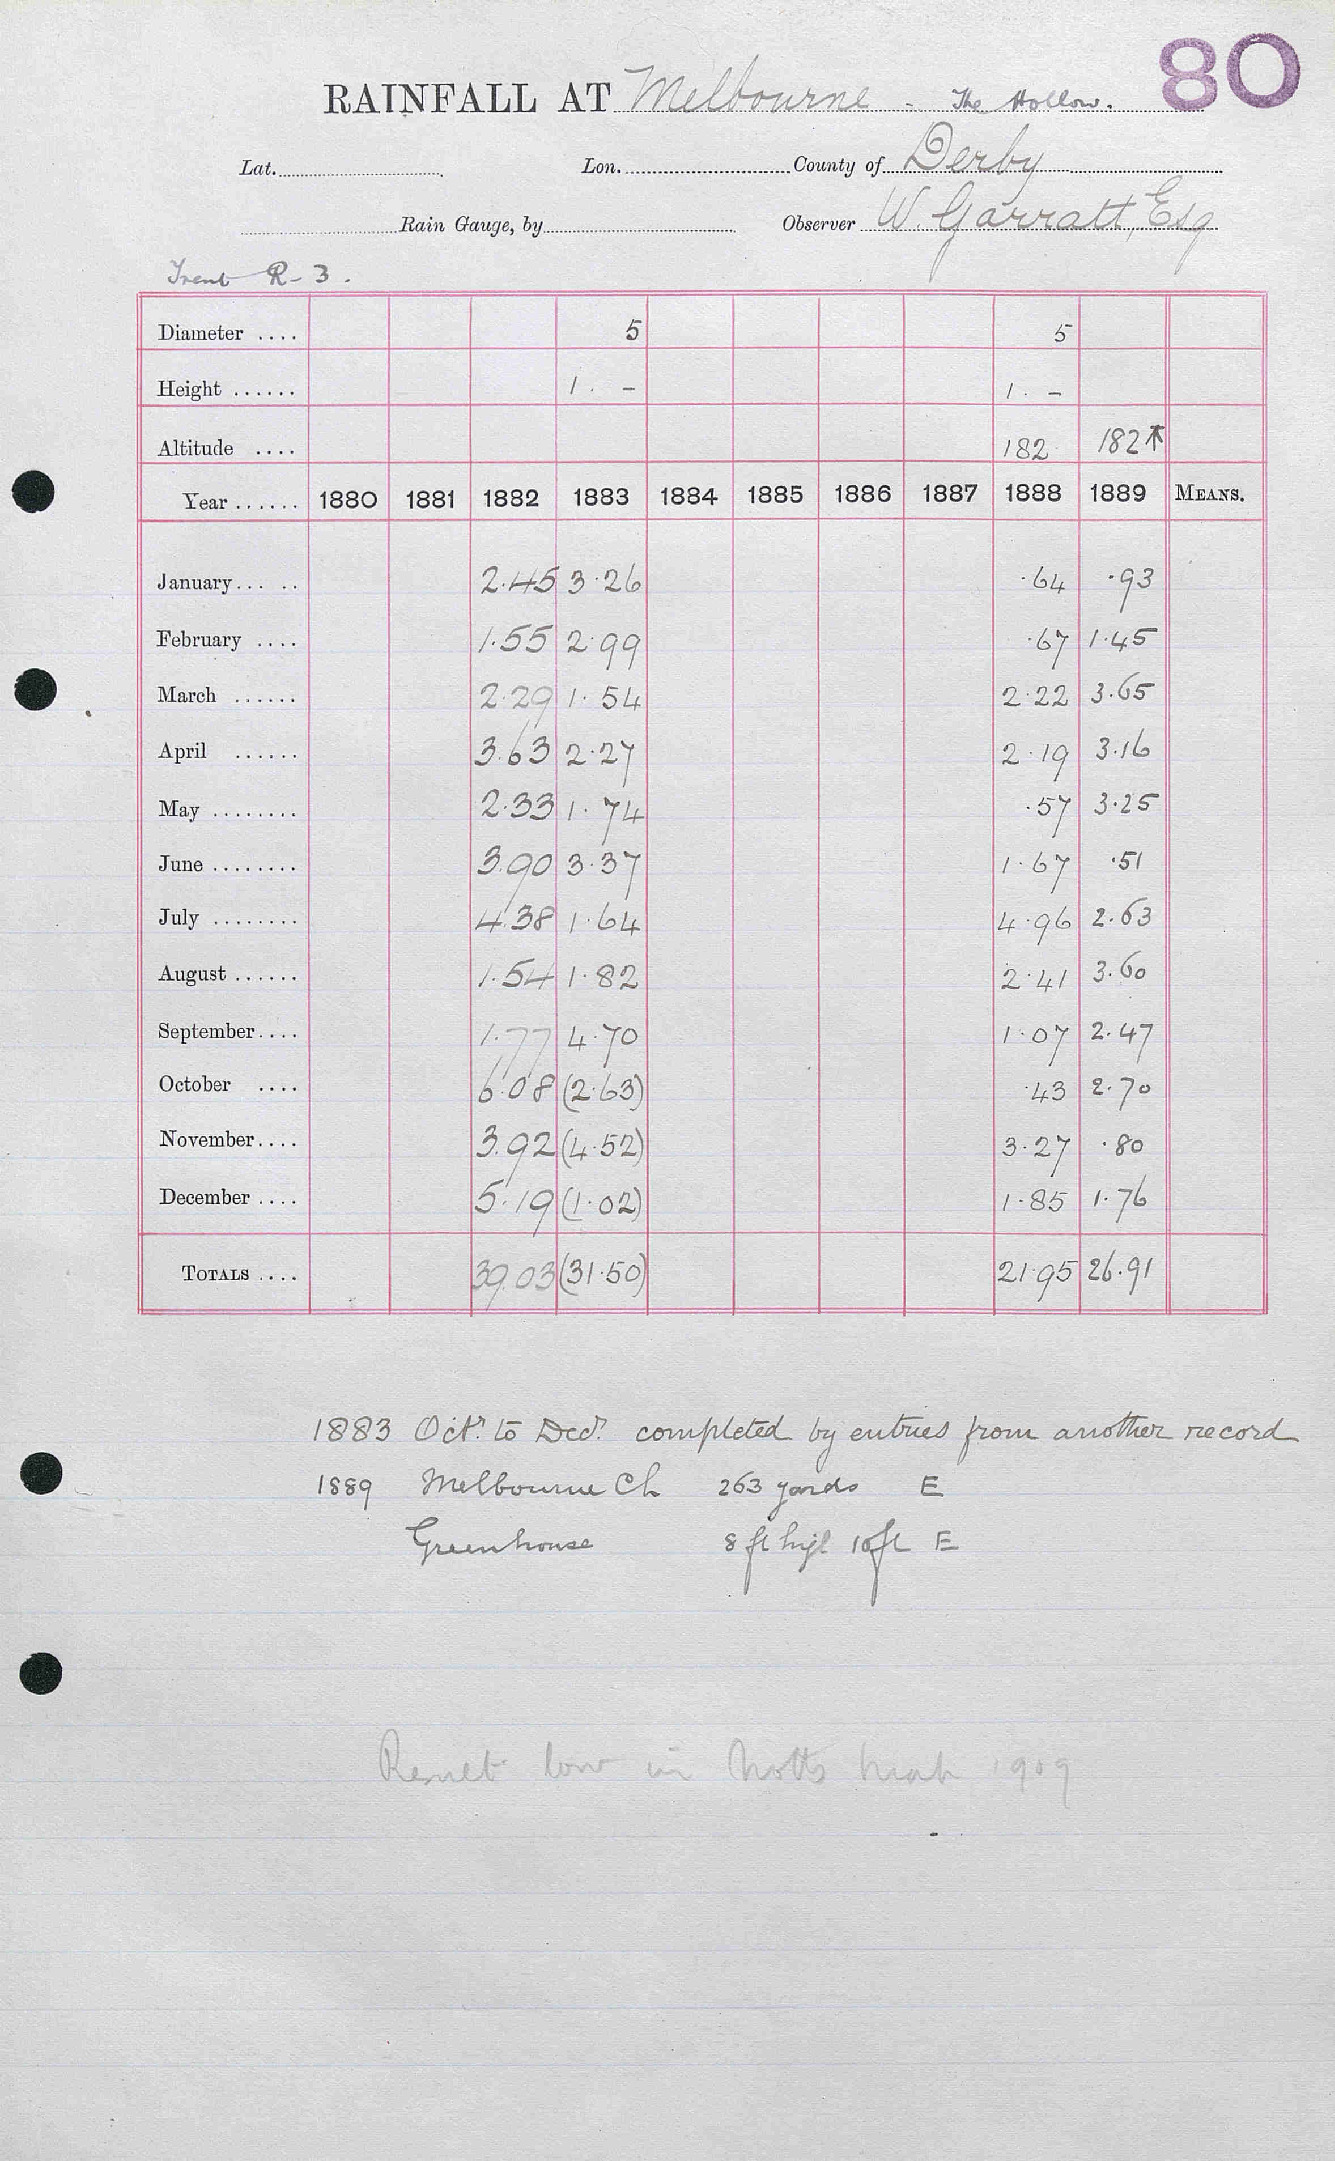 80
RAINFALL AT Melbourne - The Hollow.
Lat. Lon. County of Derby
Rain Gauge, by Observer W. Garratt, Esq
Trent R - 3.
Diameter .... 5 5
Height ...... 1. - 1. -
Altitude .... 182 182
Year ...... 1880 1881 1882 1883 1884 1885 1886 1887 1888 1889 MEANS.
January... .. 2.45 3.26 .64 .93
February .... 1.55 2.99 .67 1.45
March ...... 2.29 1.54 2.22 3.65
April ...... 3.63 2.27 2.19 3.16
May ........ 2.33 1.74 .57 3.25
June ........ 3.90 3.37 1.67 .51
July ........ 4.38 1.64 4.96 2.63
August ...... 1.54 1.82 2.41 3.60
September.... 1.77 4.70 1.07 2.47
October .... 6.08 (2.63) .43 2.70
November.... 3.92 (4.52) 3.27 .80
December .... 5.19 (1.02) 1.85 1.76
TOTALS .... 39.03 (31.50) 21.95 26.91
1883 Octr. to Decr. completed by entries from another record
1889 Melbourne Ch 263 yards E
Greenhouse 8 ft high 10ft E
low in Notts 1909